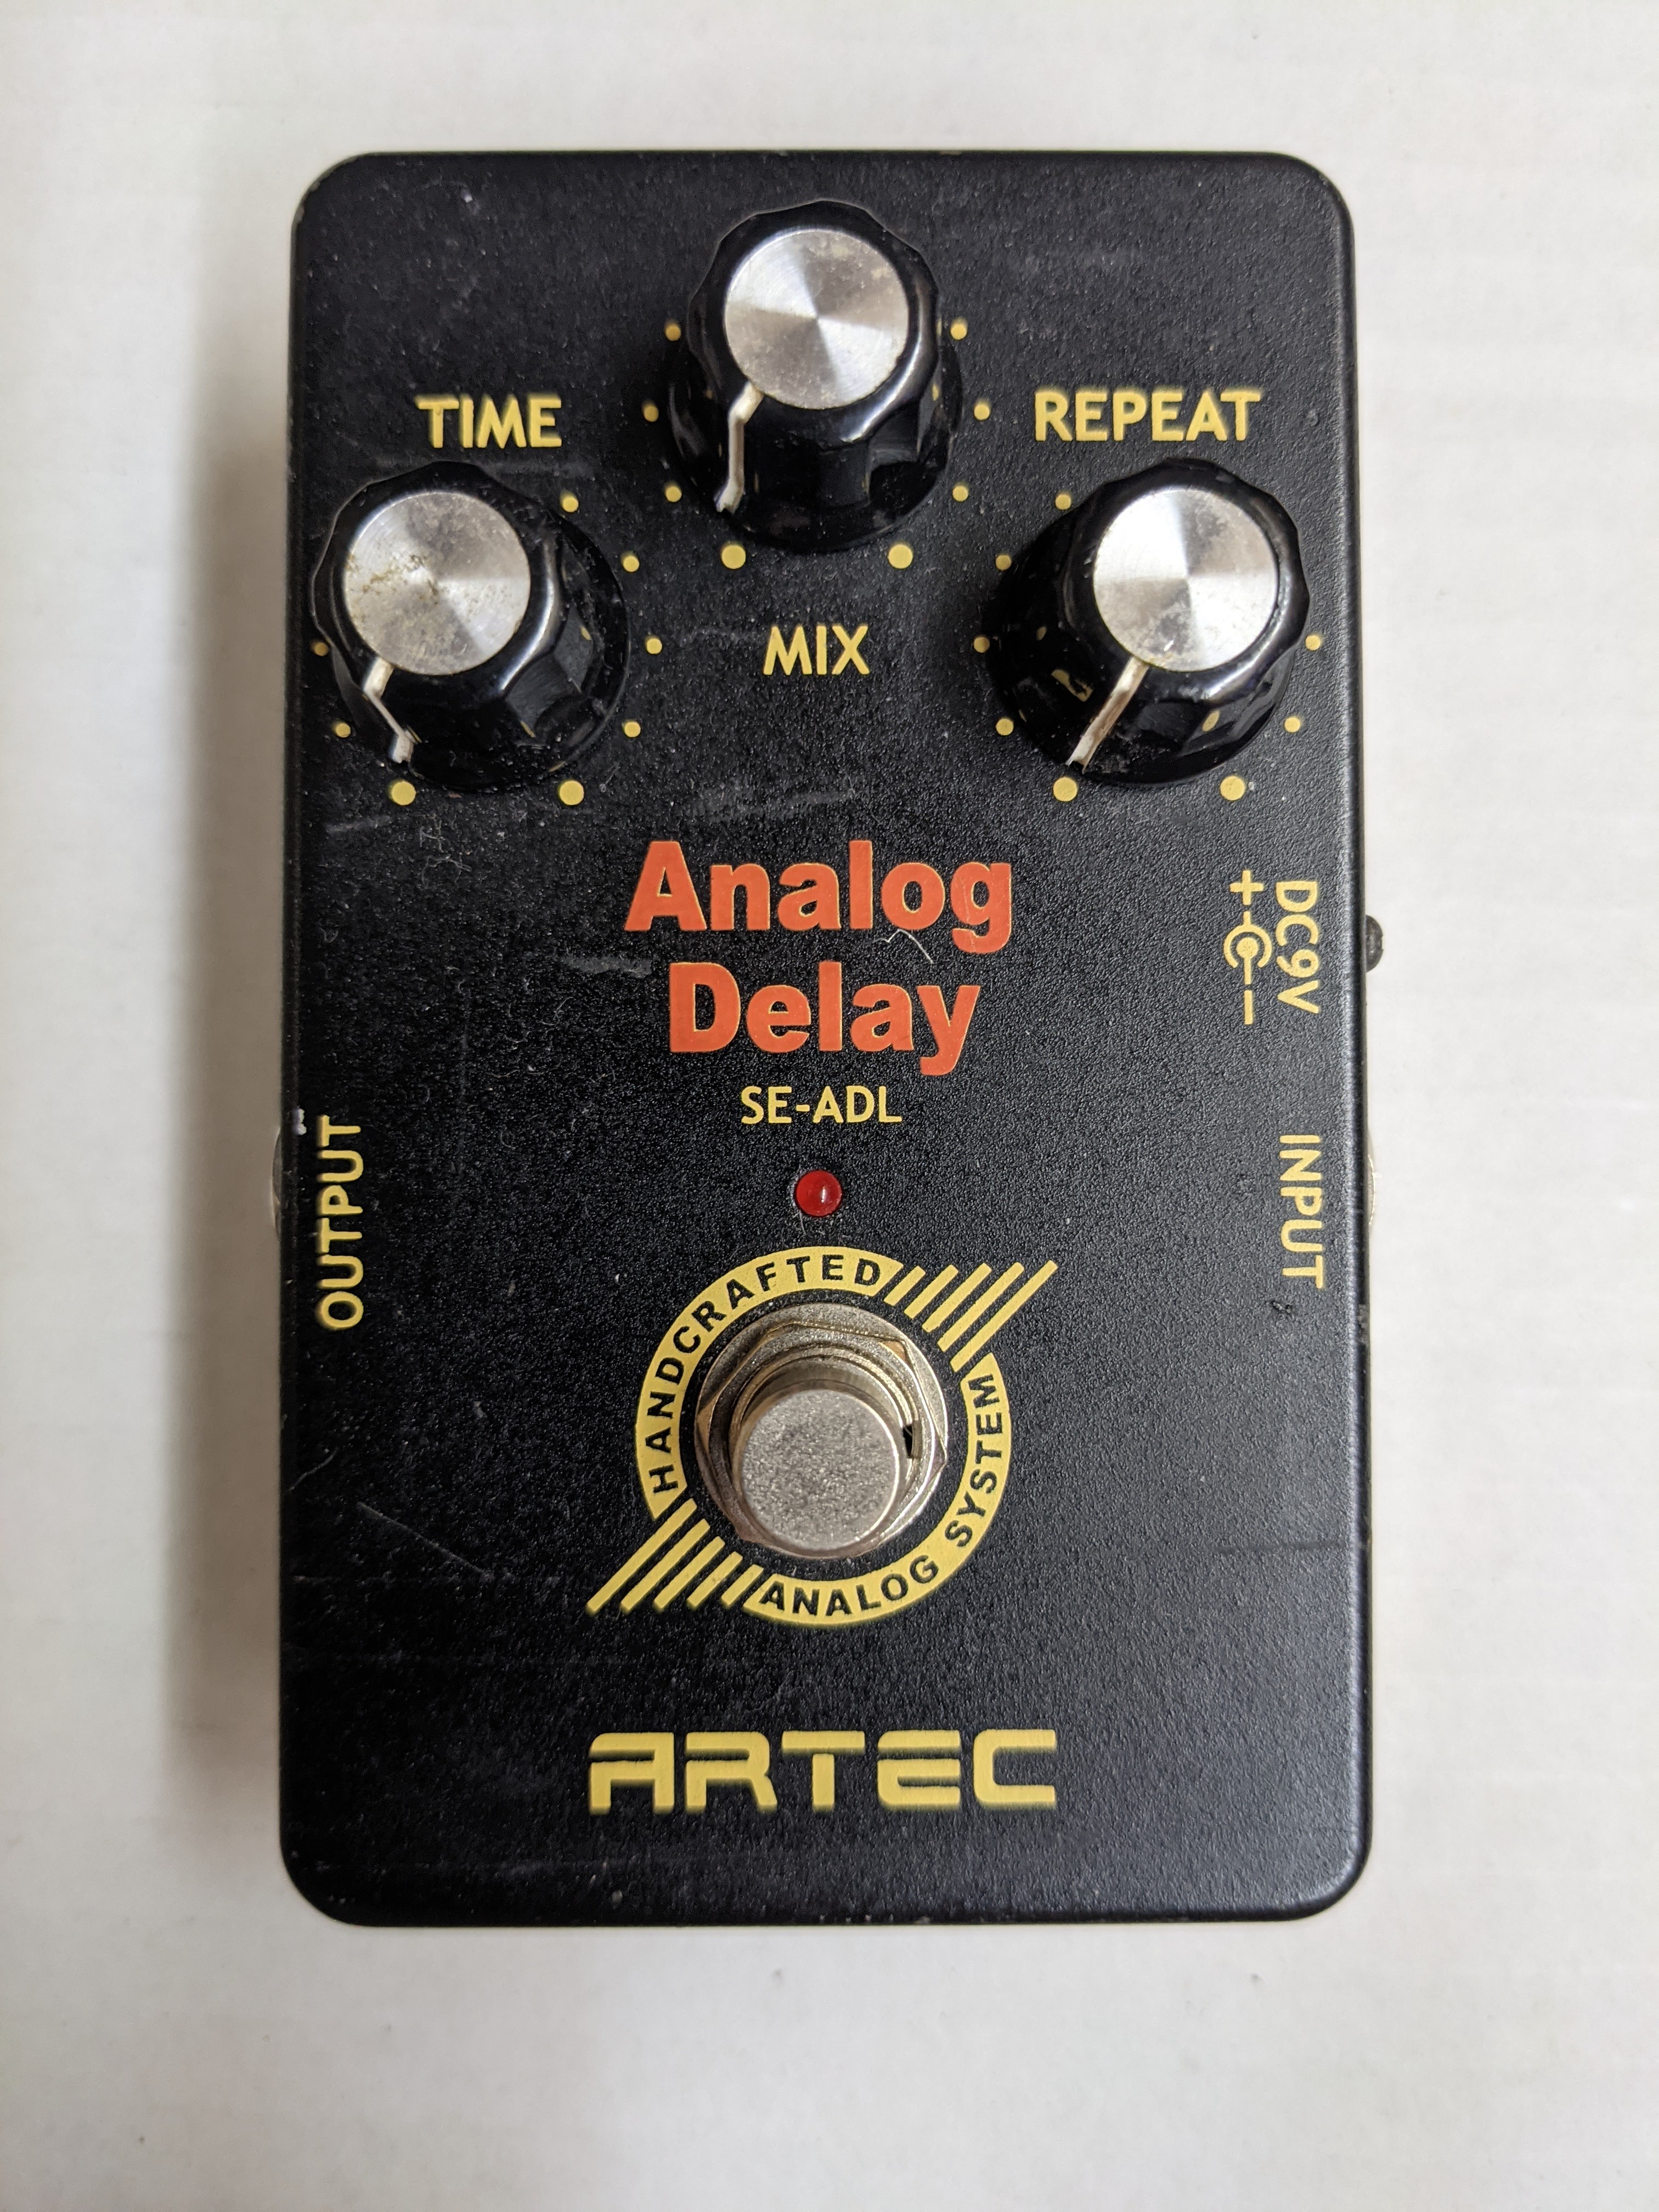 TIME
REPEAT
MIX
Analog
Delay
SE-ADL
DC9V
+ -
OUTPUT
INPUT
HANDCRAFTED
ANALOG SYSTEM
ARTEC